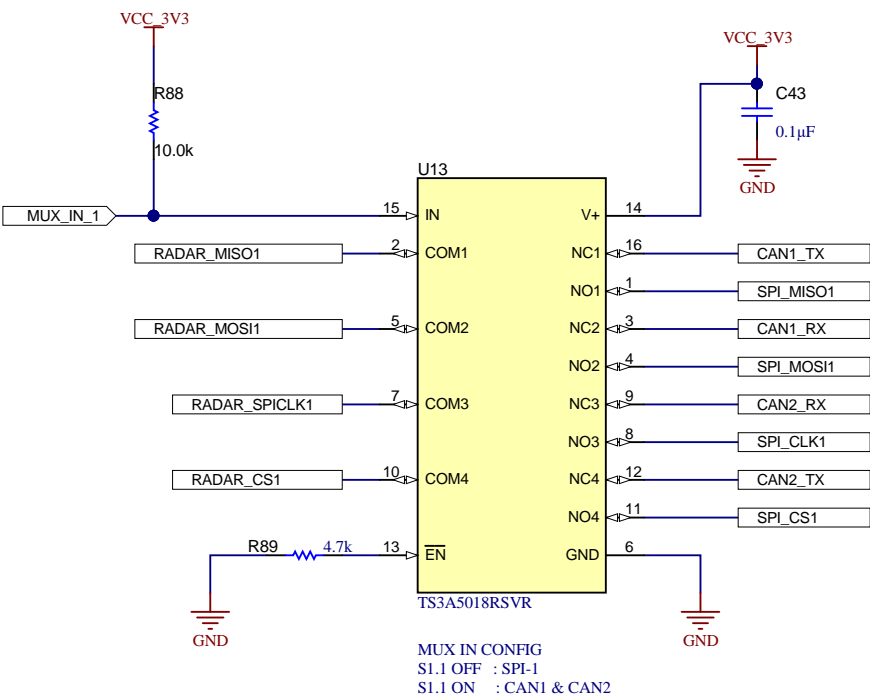 VCC_3V3
VCC_3V3
R88
C43
0.1µF
10.0k
GND
U13
MUX_IN_1
15 IN
V+ 14
RADAR_MISO1
2 COM1
NC1 16
CAN1_TX
NO1 1
SPI_MISO1
RADAR_MOSI1
5 COM2
NC2 3
CAN1_RX
NO2 4
SPI_MOSI1
RADAR_SPICLK1
7 COM3
NC3 9
CAN2_RX
NO3 8
SPI_CLK1
RADAR_CS1
10 COM4
NC4 12
CAN2_TX
NO4 11
SPI_CS1
R89
4.7k
13 EN
GND 6
TS3A5018RSVR
GND
GND
MUX IN CONFIG
S1.1 OFF : SPI-1
S1.1 ON : CAN1 & CAN2